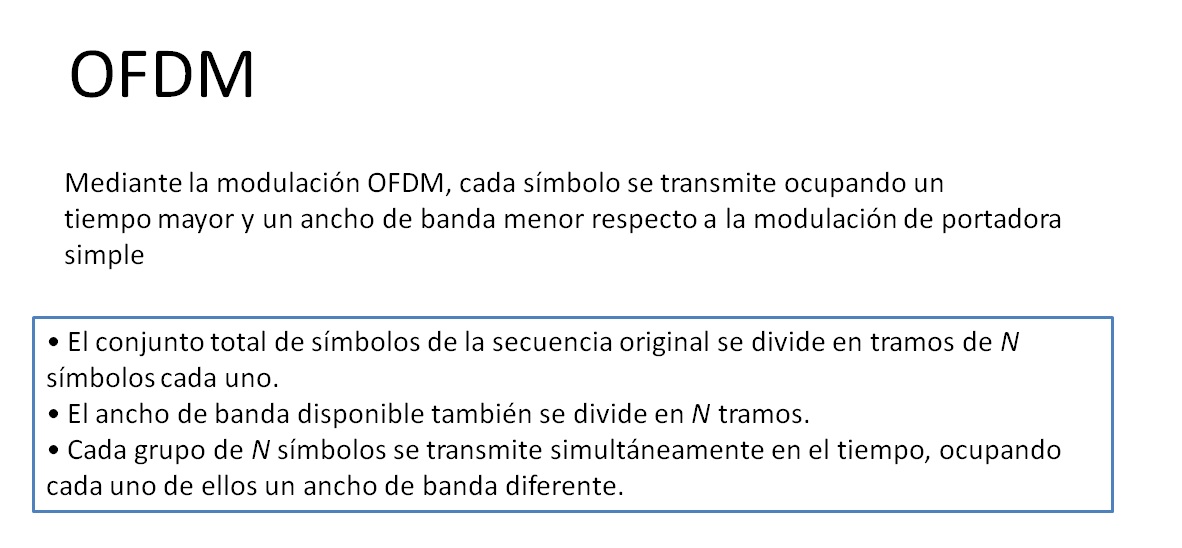 OFDM
Mediante la modulación OFDM, cada símbolo se transmite ocupando un
tiempo mayor y un ancho de banda menor respecto a la modulación de portadora
simple
• El conjunto total de símbolos de la secuencia original se divide en tramos de N
símbolos cada uno.
• El ancho de banda disponible también se divide en N tramos.
• Cada grupo de N símbolos se transmite simultáneamente en el tiempo, ocupando
cada uno de ellos un ancho de banda diferente.